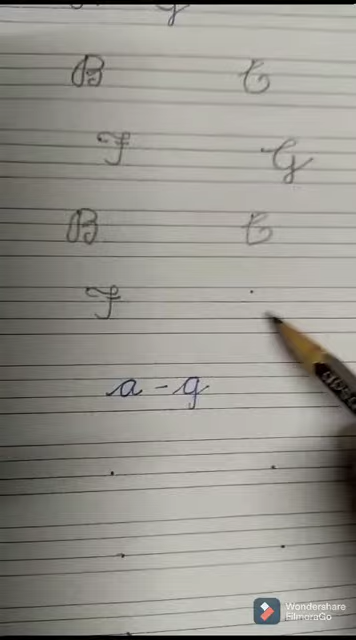 G
B C
F G
B C
F
a - g
Wondershare
FilmoraGo